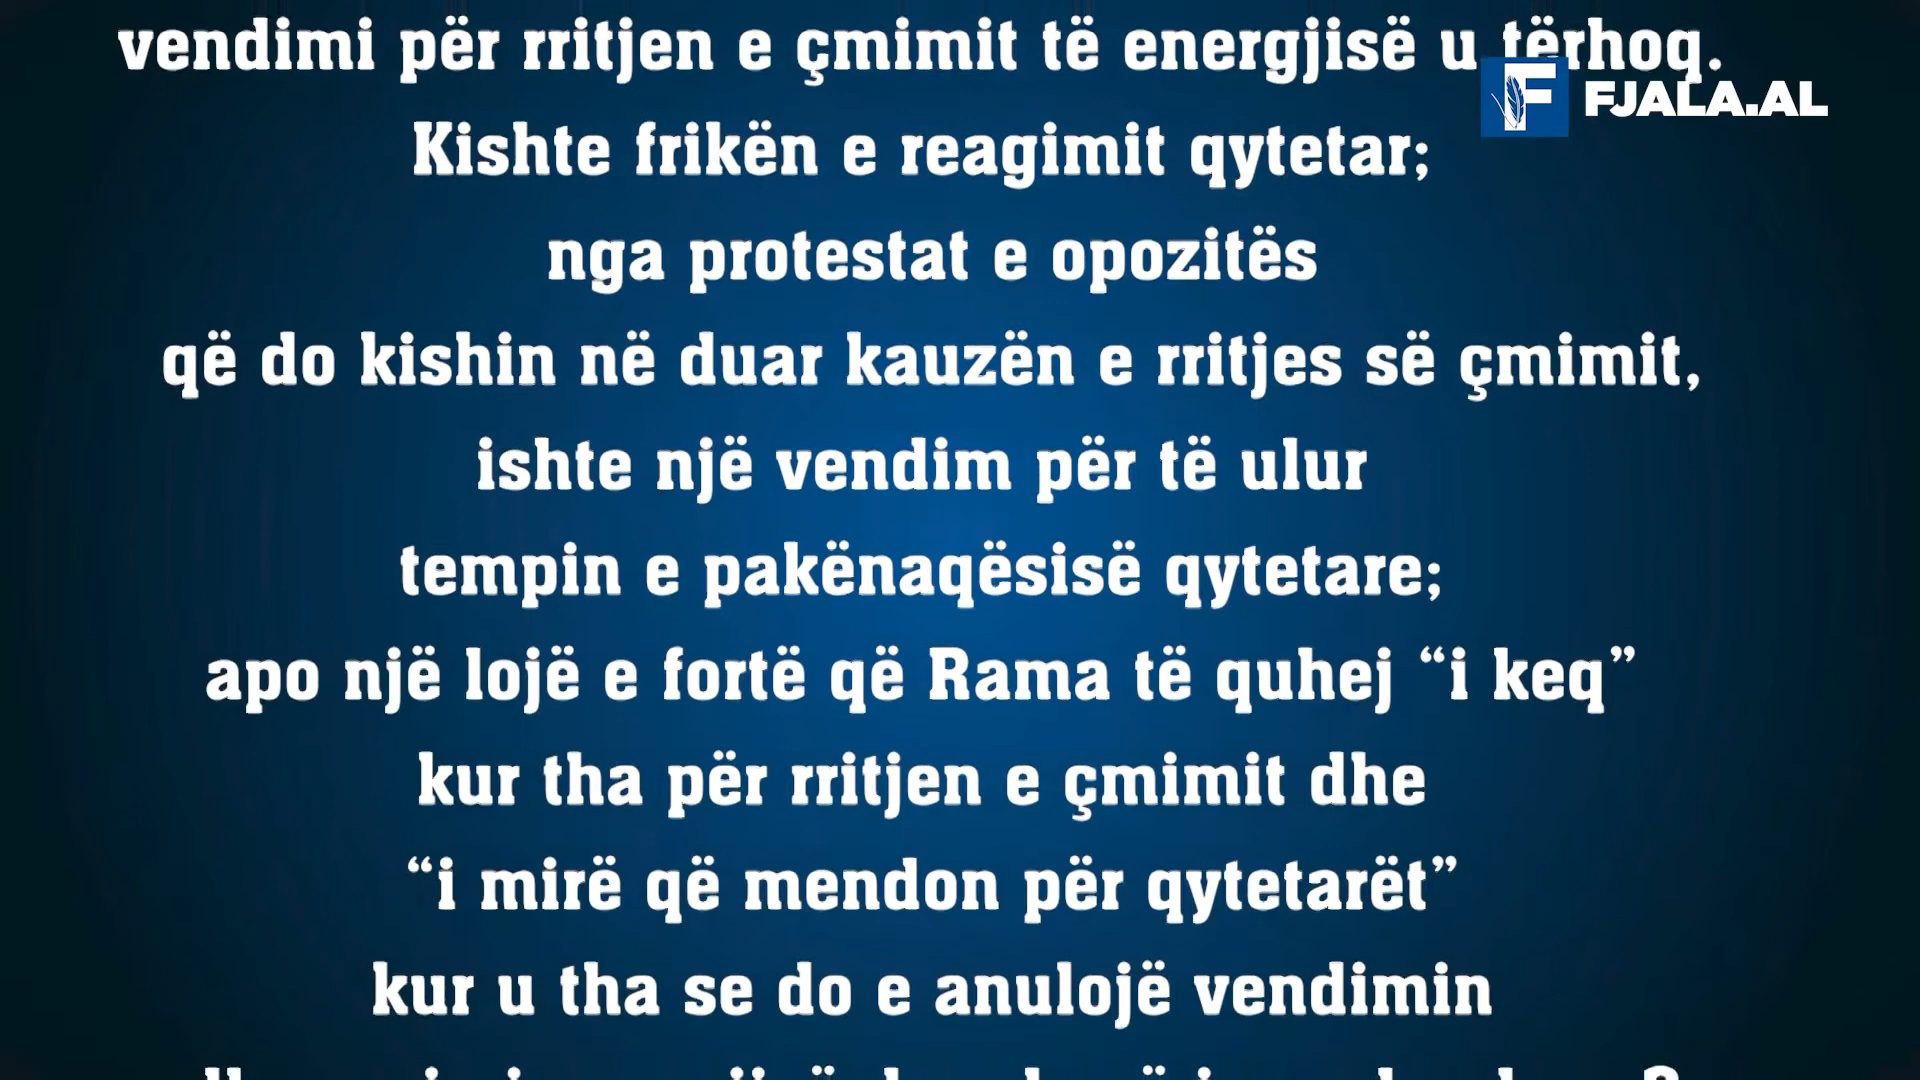 vendimi për rritjen e çmimit të energjisë u tërhoq.
FJALA.AL
Kishte frikën e reagimit qytetar;
nga protestat e opozitës
që do kishin në duar kauzën e rritjes së çmimit,
ishte një vendim për të ulur
tempin e pakënaqësisë qytetare;
apo një lojë e fortë që Rama të quhej “i keq”
kur tha për rritjen e çmimit dhe
“i mirë që mendon për qytetarët”
kur u tha se do e anulojë vendimin